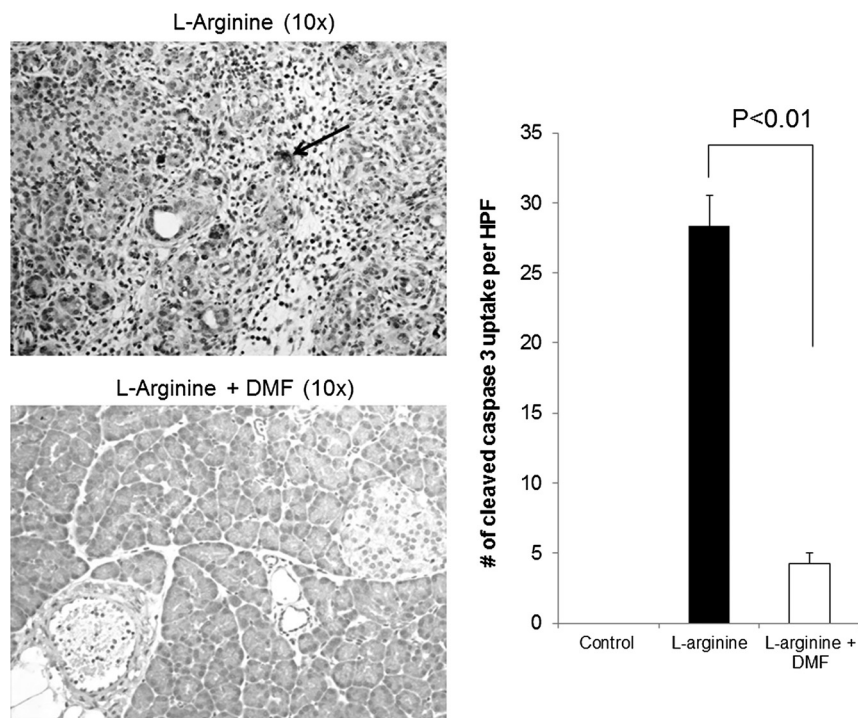 L-Arginine (10x)
L-Arginine + DMF (10x)
P<0.01
# of cleaved caspase 3 uptake per HPF
35
30
25
20
15
10
5
0
Control
L-arginine
L-arginine +
DMF